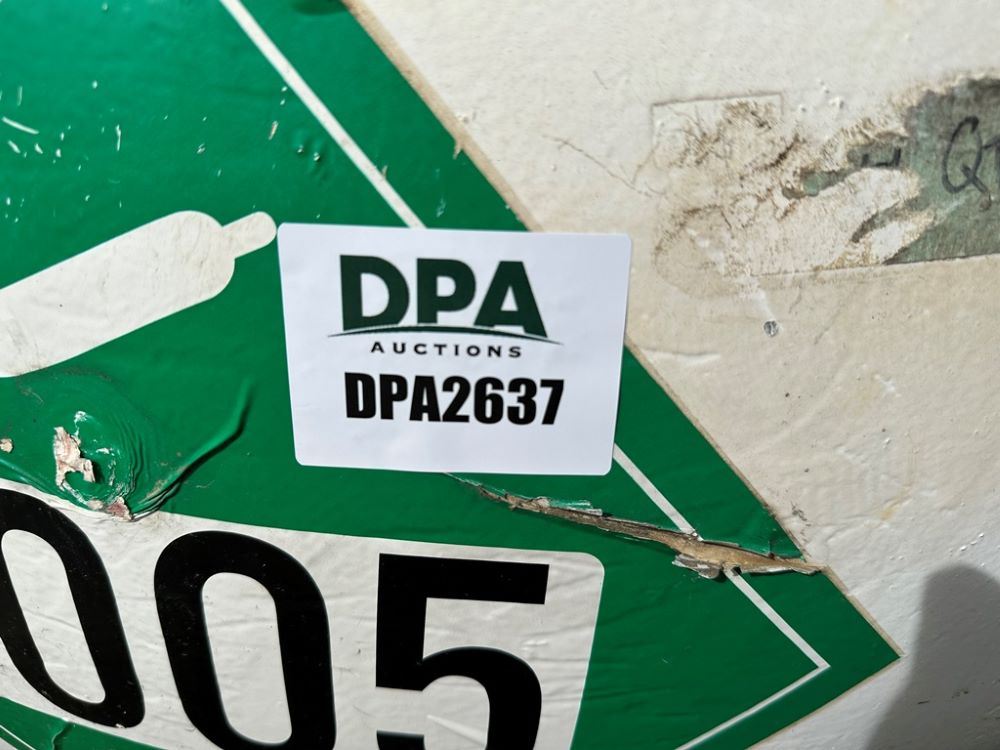 DPA
AUCTIONS
DPA2637
005